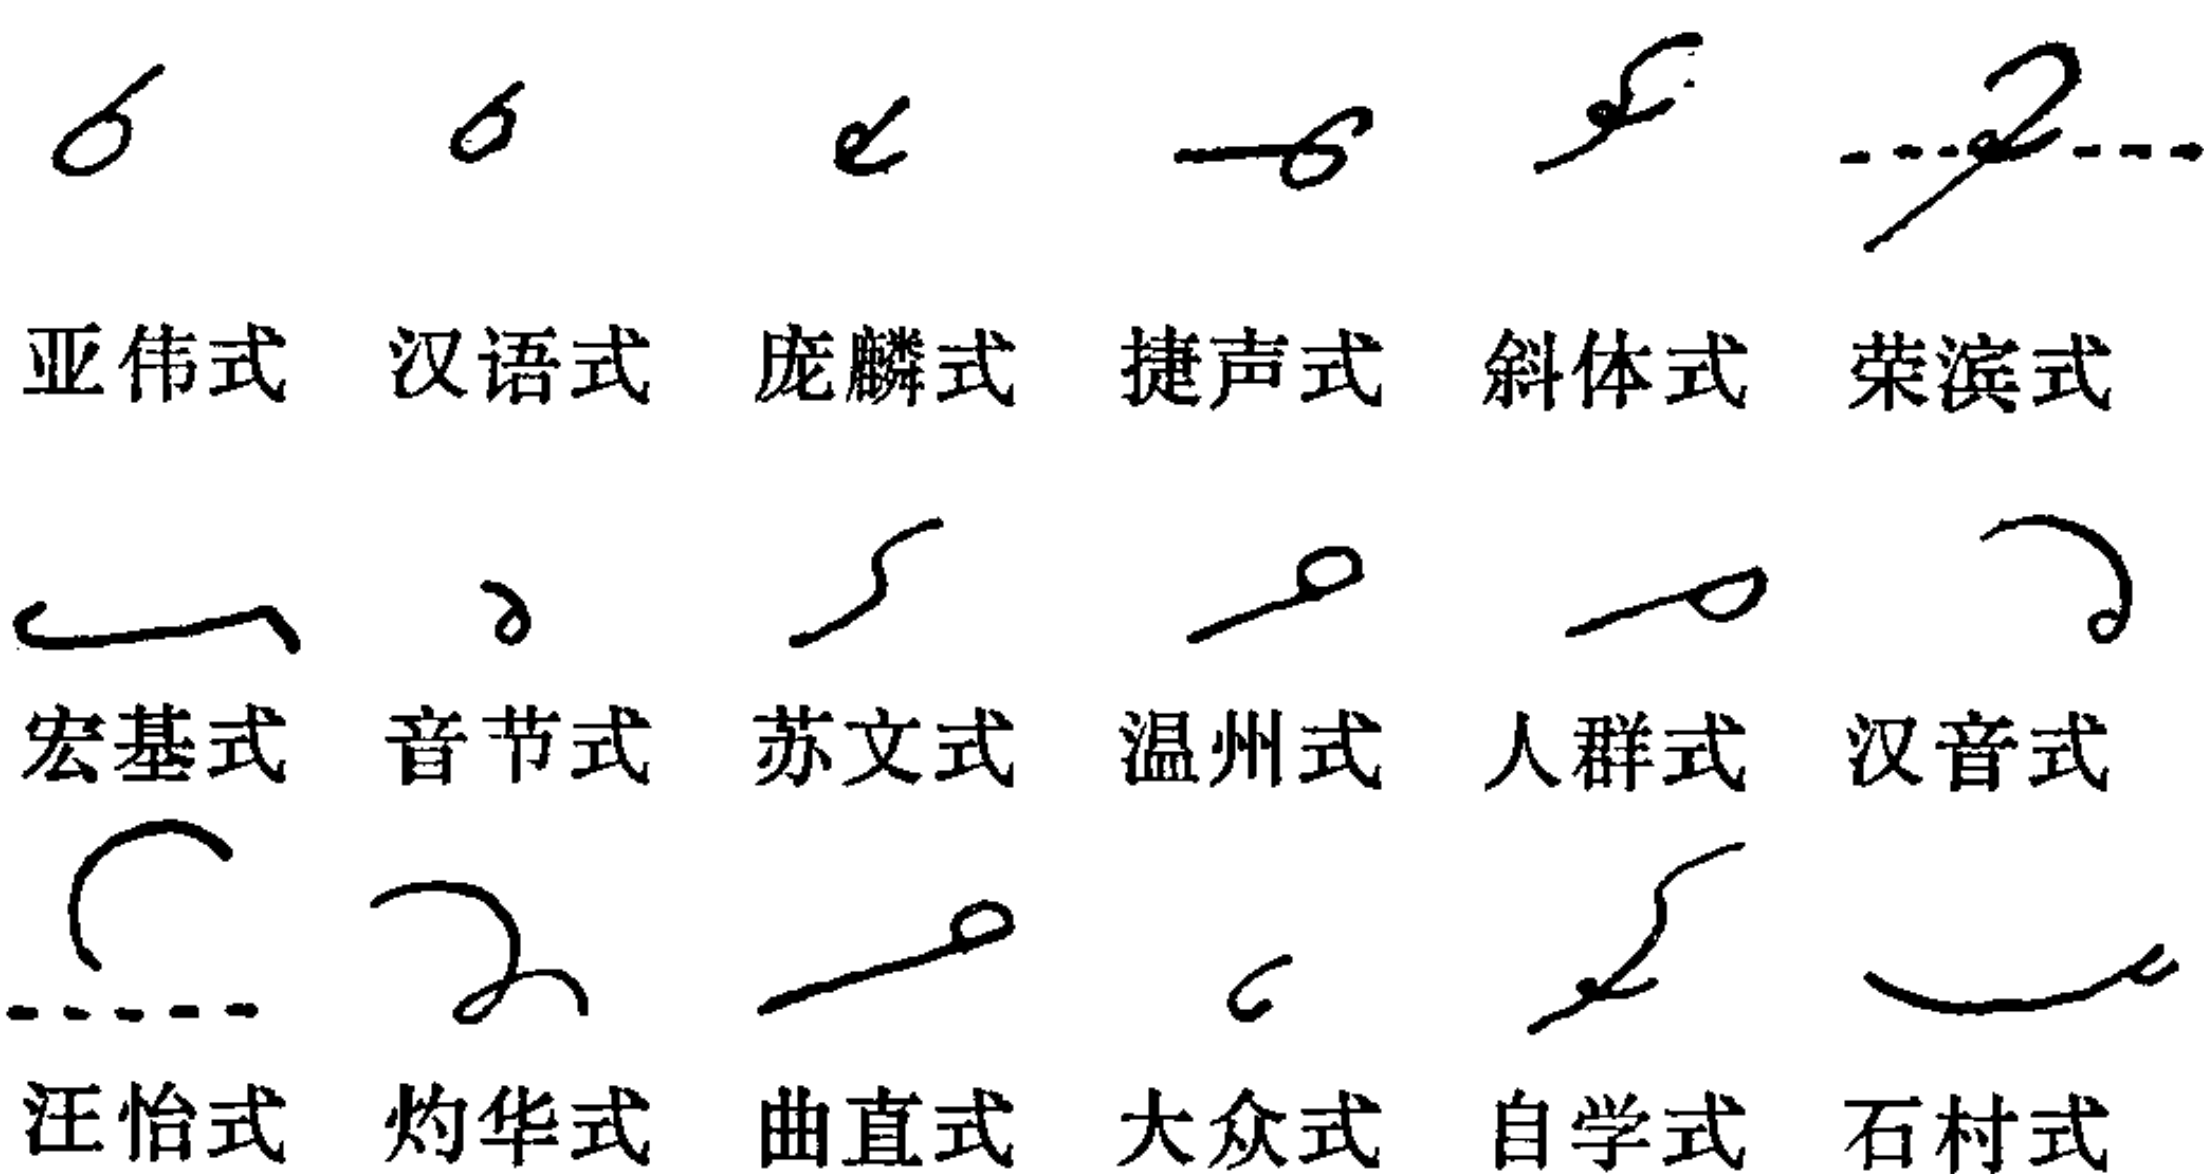 亚伟式 汉语式 庞麟式 捷声式 斜体式 荣滨式
宏基式 音节式 苏文式 温州式 人群式 汉音式
汪怡式 灼华式 曲直式 大众式 自学式 石村式